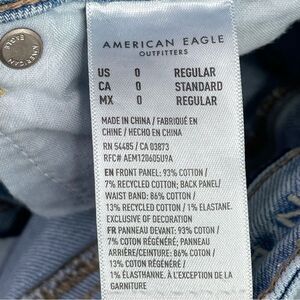 AMERICAN EAGLE
OUTFITTERS
US 0 REGULAR
CA 0 STANDARD
MX 0 REGULAR
MADE IN CHINA / FABRIQUÉ EN
CHINE / HECHO EN CHINA
RN 54485 / CA 03873
RFC# AEM120605U9A
EN FRONT PANEL: 93% COTTON /
7% RECYCLED COTTON; BACK PANEL/
WAIST BAND: 86% COTTON /
13% RECYCLED COTTON / 1% ELASTANE.
EXCLUSIVE OF DECORATION
FR PANNEAU DEVANT: 93% COTON /
7% COTON RÉGÉNÉRÉ; PANNEAU
ARRIÈRE/CEINTURE: 86% COTON /
13% COTON RÉGÉNÉRÉ /
1% ÉLASTHANNE. À L'EXCEPTION DE LA
GARNITURE
AMERICAN
EAGLE